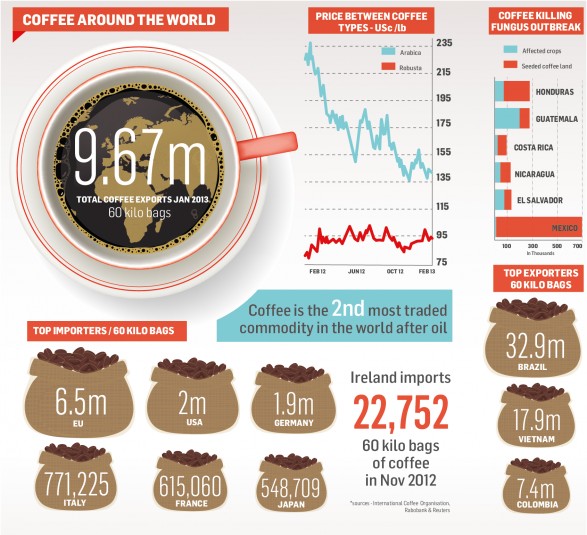 COFFEE AROUND THE WORLD
9.67m
TOTAL COFFEE EXPORTS JAN 2013.
60 kilo bags
PRICE BETWEEN COFFEE
TYPES - USc /lb
Arabica
Robusta
235
215
195
175
155
135
115
95
75
FEB 12
JUN 12
OCT 12
FEB 13
COFFEE KILLING
FUNGUS OUTBREAK
Affected crops
Seeded coffee land
HONDURAS
GUATEMALA
COSTA RICA
NICARAGUA
EL SALVADOR
MEXICO
100 300 500 700
In Thousands
Coffee is the 2nd most traded
commodity in the world after oil
TOP IMPORTERS / 60 KILO BAGS
6.5m
EU
2m
USA
1.9m
GERMANY
771,225
ITALY
615,060
FRANCE
548,709
JAPAN
Ireland imports
22,752
60 kilo bags
of coffee
in Nov 2012
*sources - International Coffee Organisation,
Rabobank & Reuters
TOP EXPORTERS
60 KILO BAGS
32.9m
BRAZIL
17.9m
VIETNAM
7.4m
COLOMBIA